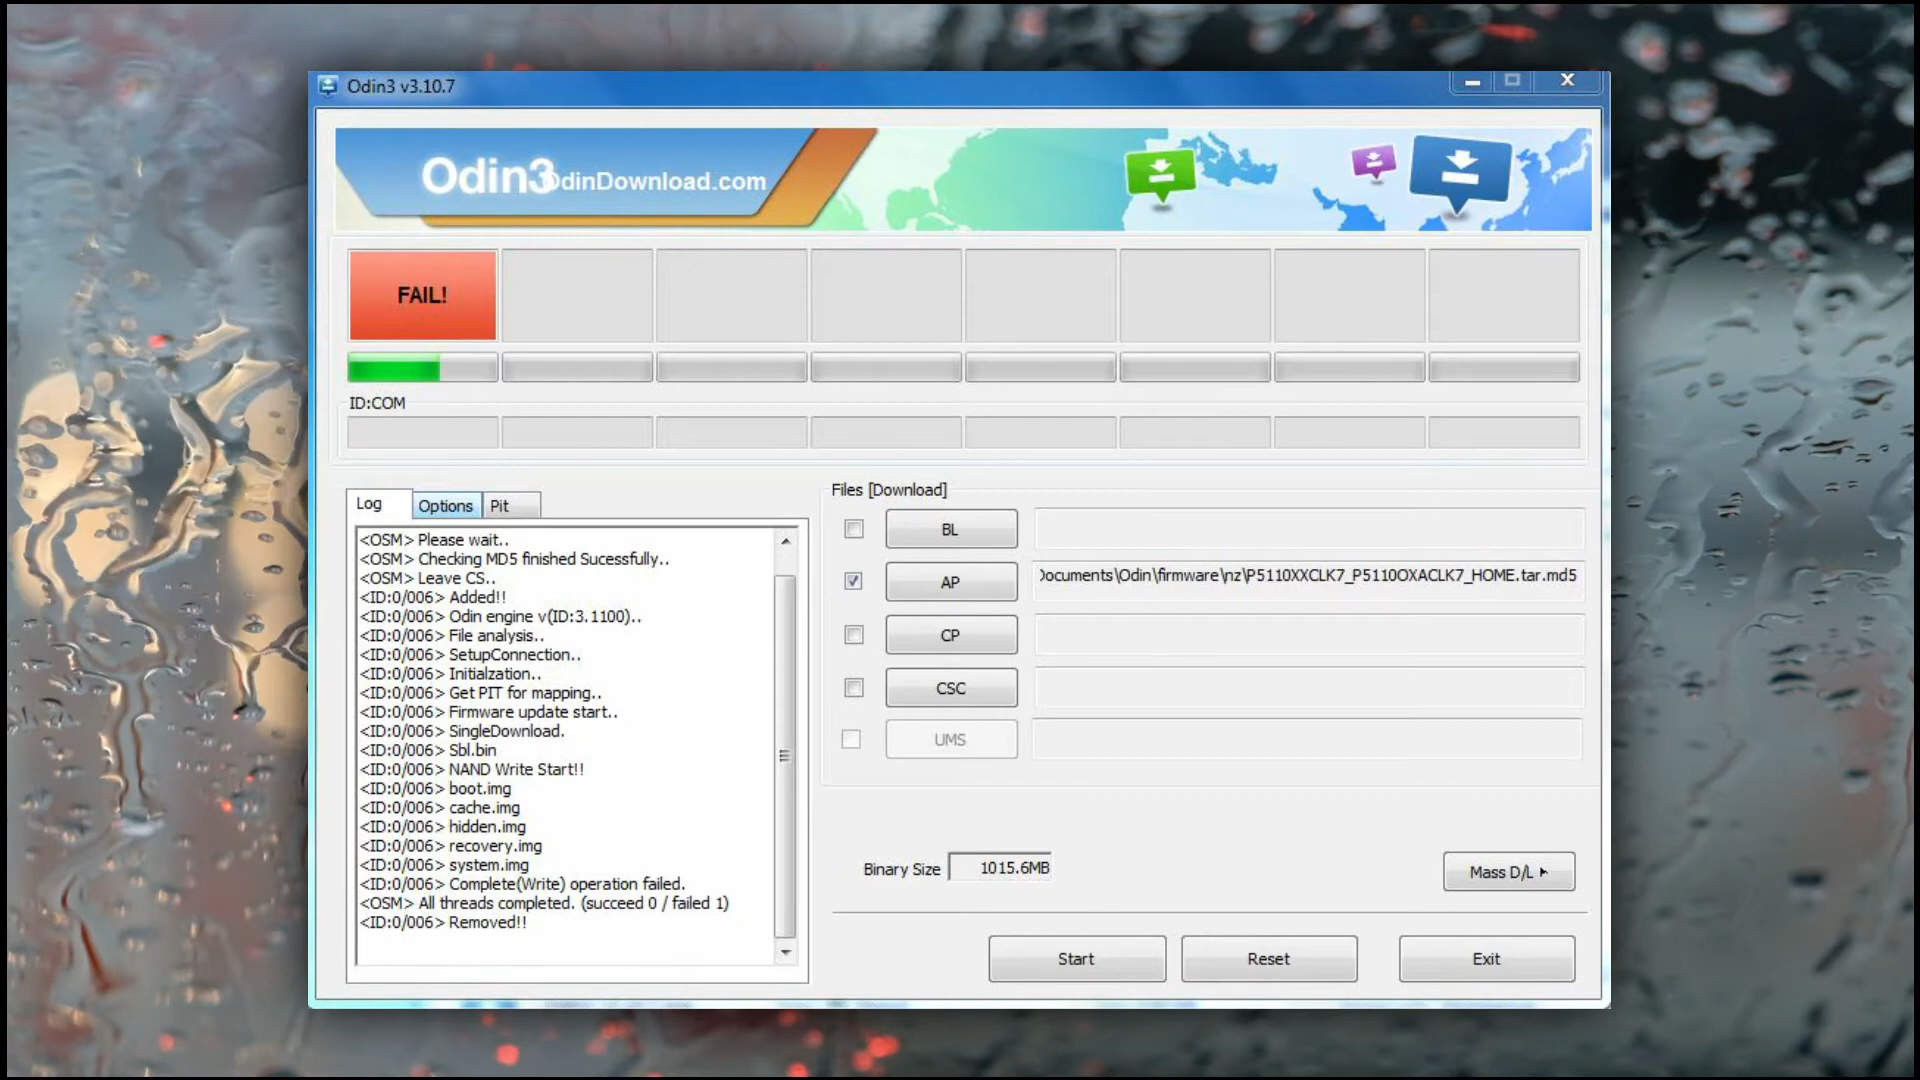 Odin3 v3.10.7
Odin3
OdinDownload.com
FAIL!
ID:COM
Log
Options
Pit
<OSM> Please wait..
<OSM> Checking MD5 finished Sucessfully..
<OSM> Leave CS..
<ID:0/006> Added!!
<ID:0/006> Odin engine v(ID:3.1100)..
<ID:0/006> File analysis..
<ID:0/006> SetupConnection..
<ID:0/006> Initialzation..
<ID:0/006> Get PIT for mapping..
<ID:0/006> Firmware update start..
<ID:0/006> SingleDownload.
<ID:0/006> Sbl.bin
<ID:0/006> NAND Write Start!!
<ID:0/006> boot.img
<ID:0/006> cache.img
<ID:0/006> hidden.img
<ID:0/006> recovery.img
<ID:0/006> system.img
<ID:0/006> Complete(Write) operation failed.
<OSM> All threads completed. (succeed 0 / failed 1)
<ID:0/006> Removed!!
Files [Download]
BL
AP
Documents\Odin\firmware\nz\P5110XXCLK7_P5110OXACLK7_HOME.tar.md5
CP
CSC
UMS
Binary Size
1015.6MB
Mass D/L
Start
Reset
Exit